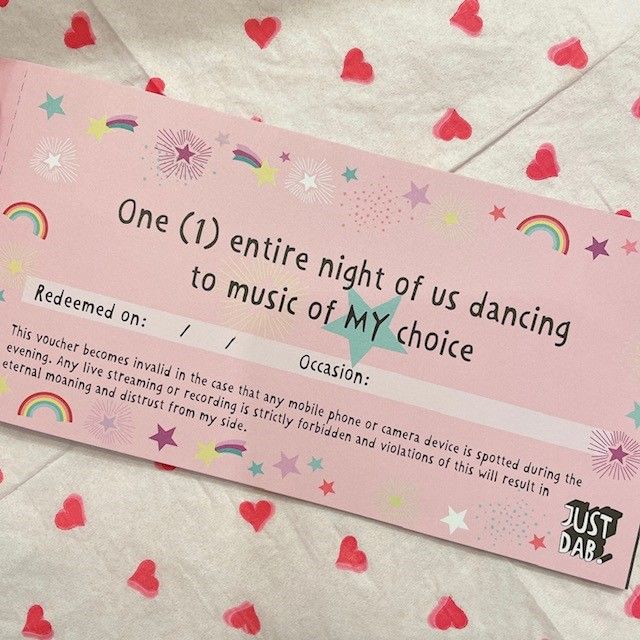 One (1) entire night of us dancing
to music of MY choice
Redeemed on: / / Occasion:
This voucher becomes invalid in the case that any mobile phone or camera device is spotted during the
evening. Any live streaming or recording is strictly forbidden and violations of this will result in
eternal moaning and distrust from my side.
JUST
DAB.